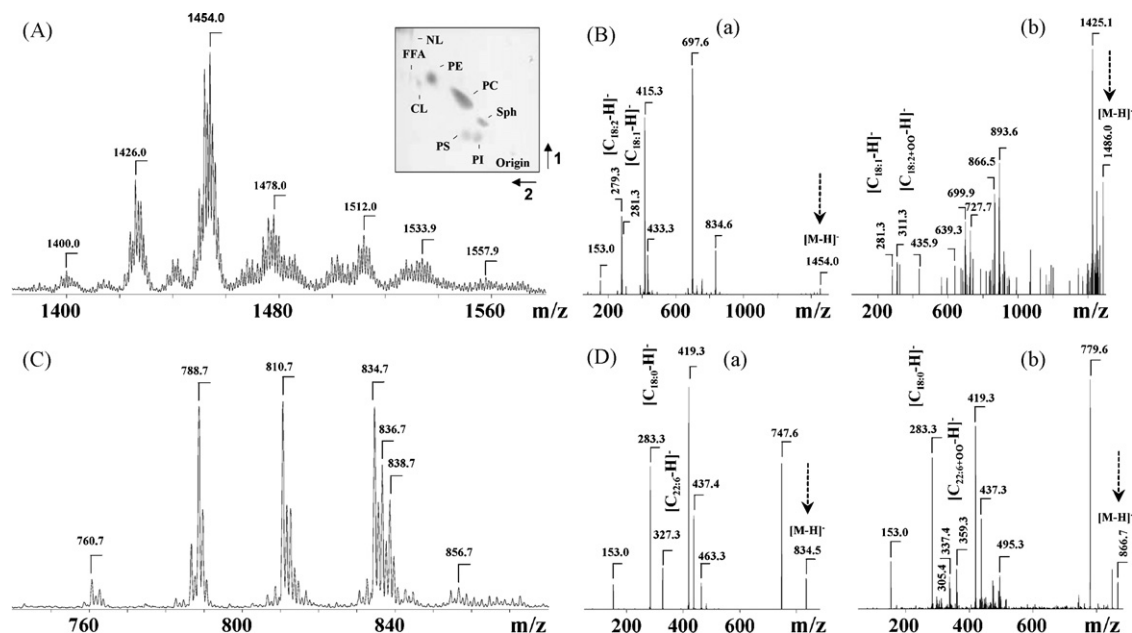 (A)
1454.0
1426.0
1478.0
1512.0
1400.0
1533.9
1557.9
1400 1480 1560 m/z
NL
FFA
PE
PC
CL
Sph
PS
PI
Origin
1
2
(B)
(a)
697.6
415.3
[C18:2-H]-
[C18:1-H]-
279.3
281.3
433.3
834.6
153.0
[M-H]-
1454.0
200 600 1000 m/z
(b)
1425.1
[M-H]-
1486.0
893.6
866.5
[C18:1-H]-
[C18:2+oo-H]-
699.9
727.7
639.3
281.3
311.3
435.9
200 600 1000 m/z
(C)
788.7
810.7
834.7
836.7
838.7
760.7
856.7
760 800 840 m/z
(D)
(a)
419.3
[C18:0-H]-
283.3
[C22:6-H]-
747.6
437.4
327.3
153.0
463.3
[M-H]-
834.5
200 400 600 m/z
(b)
779.6
419.3
[C18:0-H]-
283.3
[C22:6+oo-H]-
437.3
[M-H]-
866.7
153.0
305.4
337.4
359.3
495.3
200 400 600 m/z